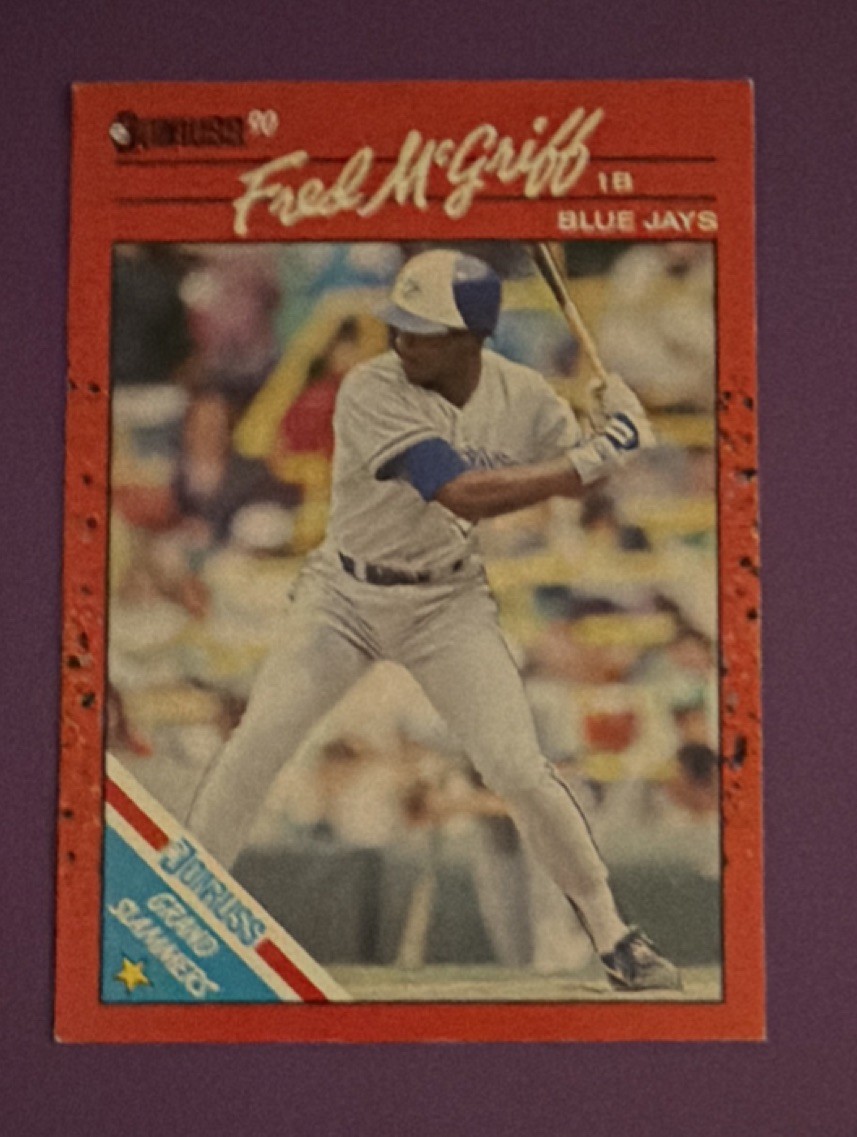 DONRUSS 90
Fred McGriff 1B
BLUE JAYS
DONRUSS
GRAND
SLAMMERS